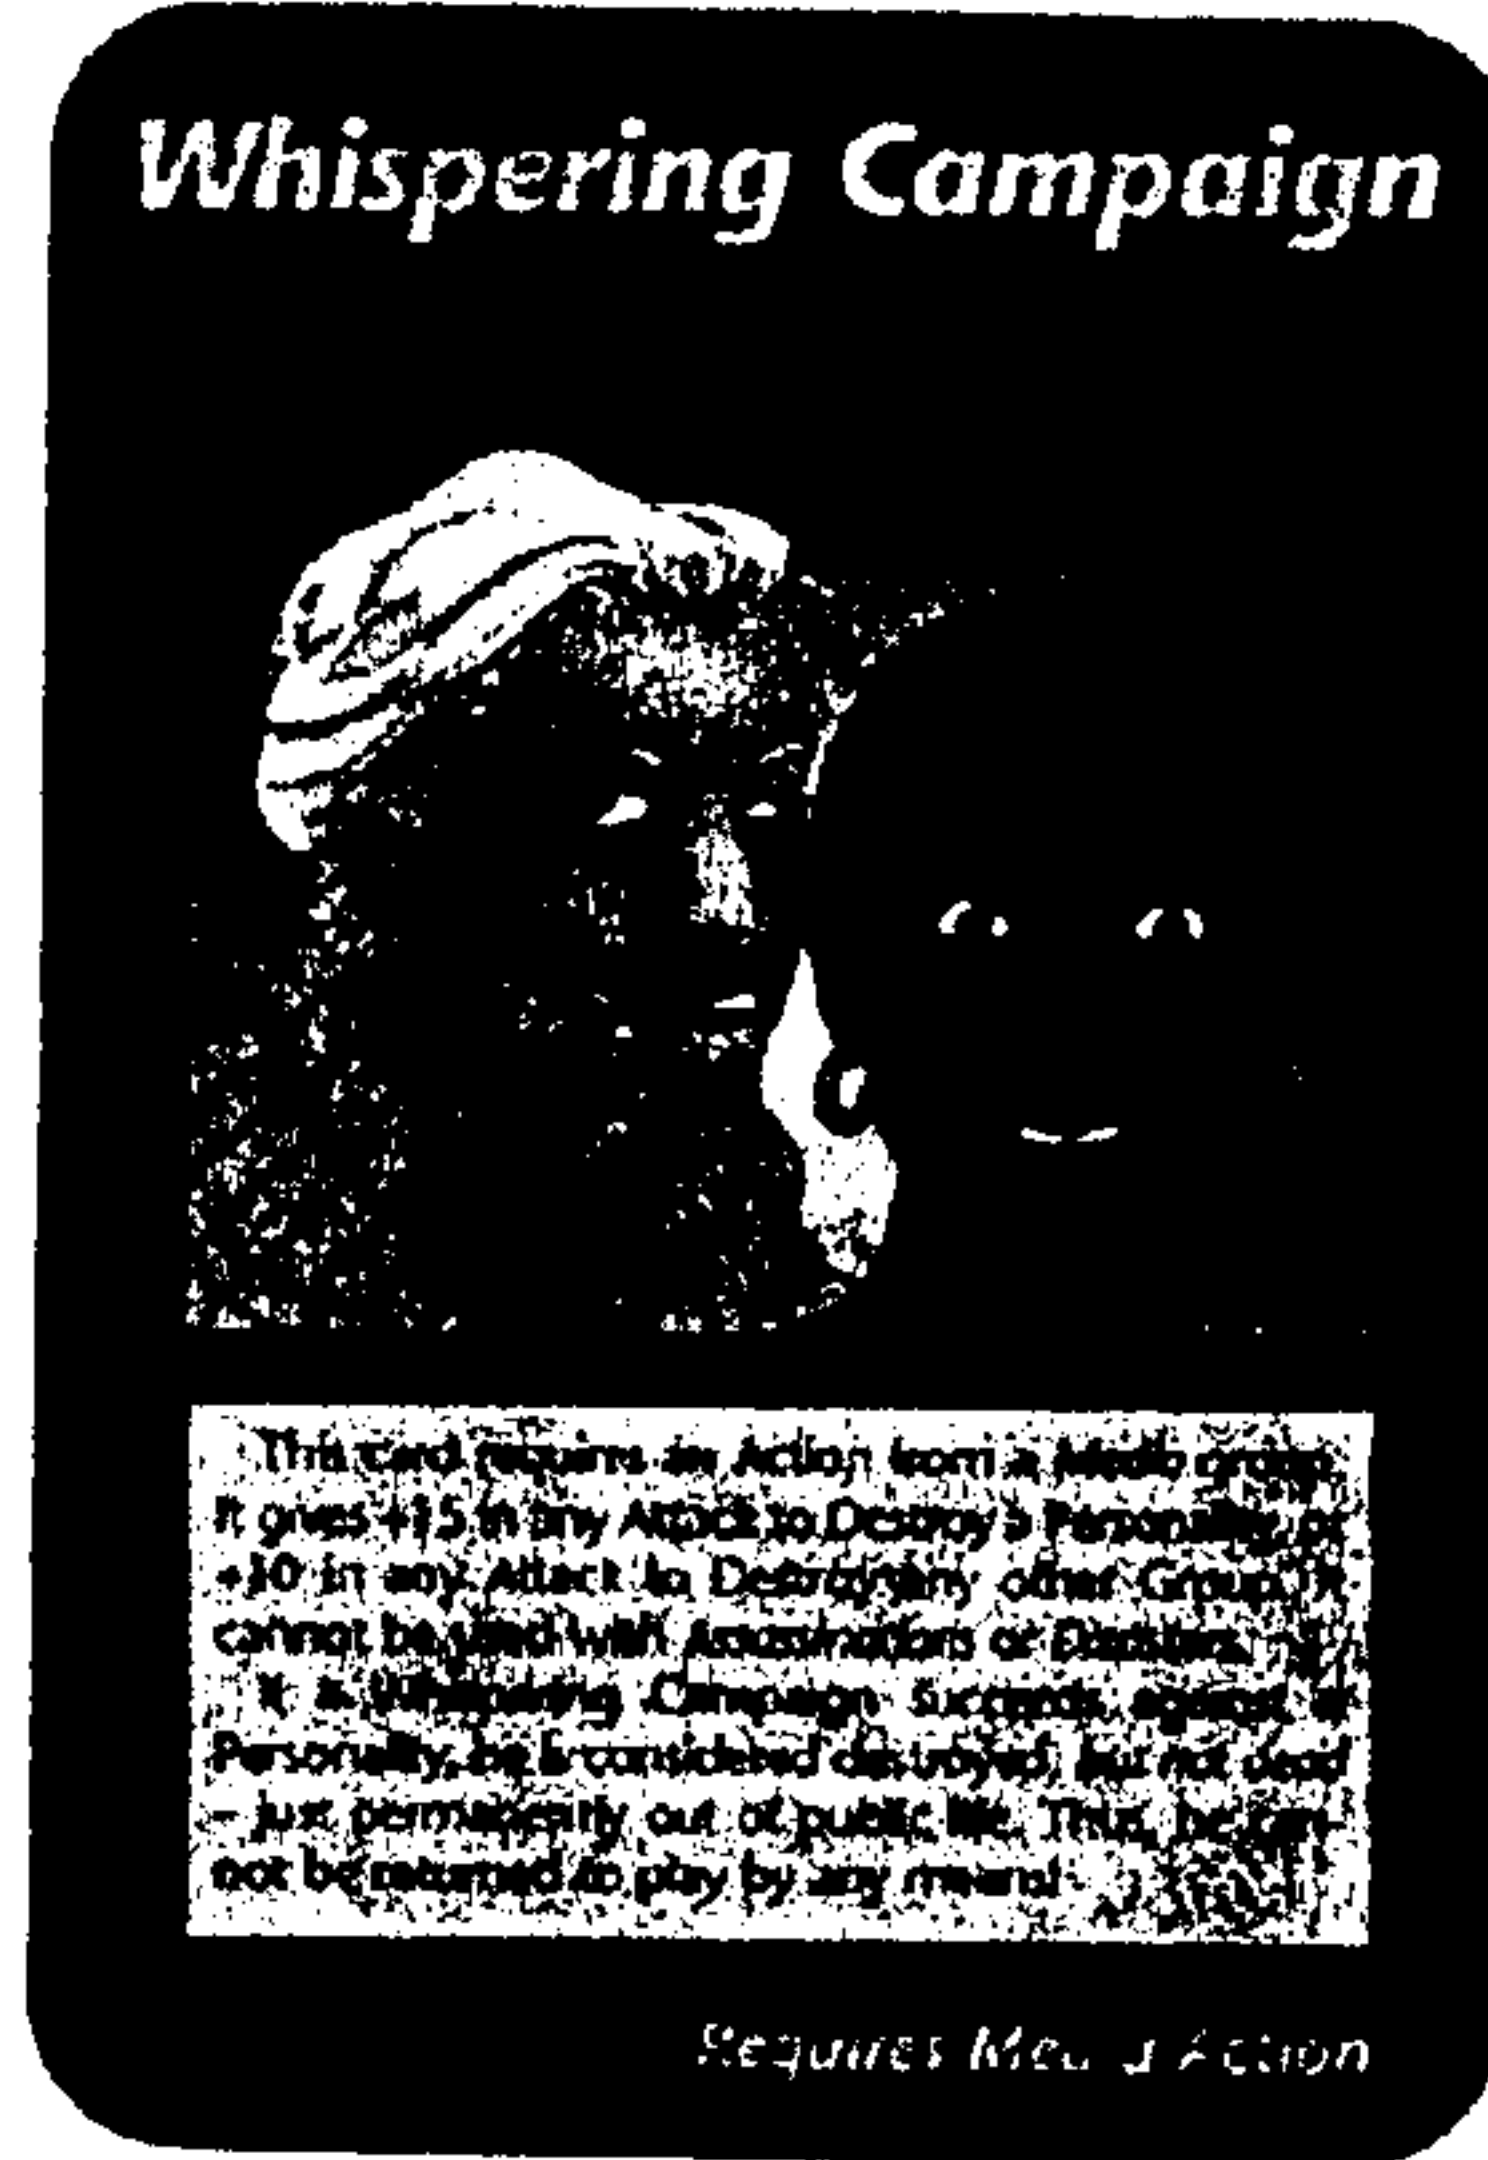 Whispering Campaign
This card requires an Action from a Media group.
It gives +15 in any Attack to Destroy a Personality, or
+10 in any Attack to Destroy any other Group. It
cannot be used with Assassinations or Disasters.
If a Whispering Campaign succeeds against a
Personality, he is considered destroyed, but not dead
– just permanently out of public life. Thus, he can-
not be returned to play by any means!
Requires Media Action